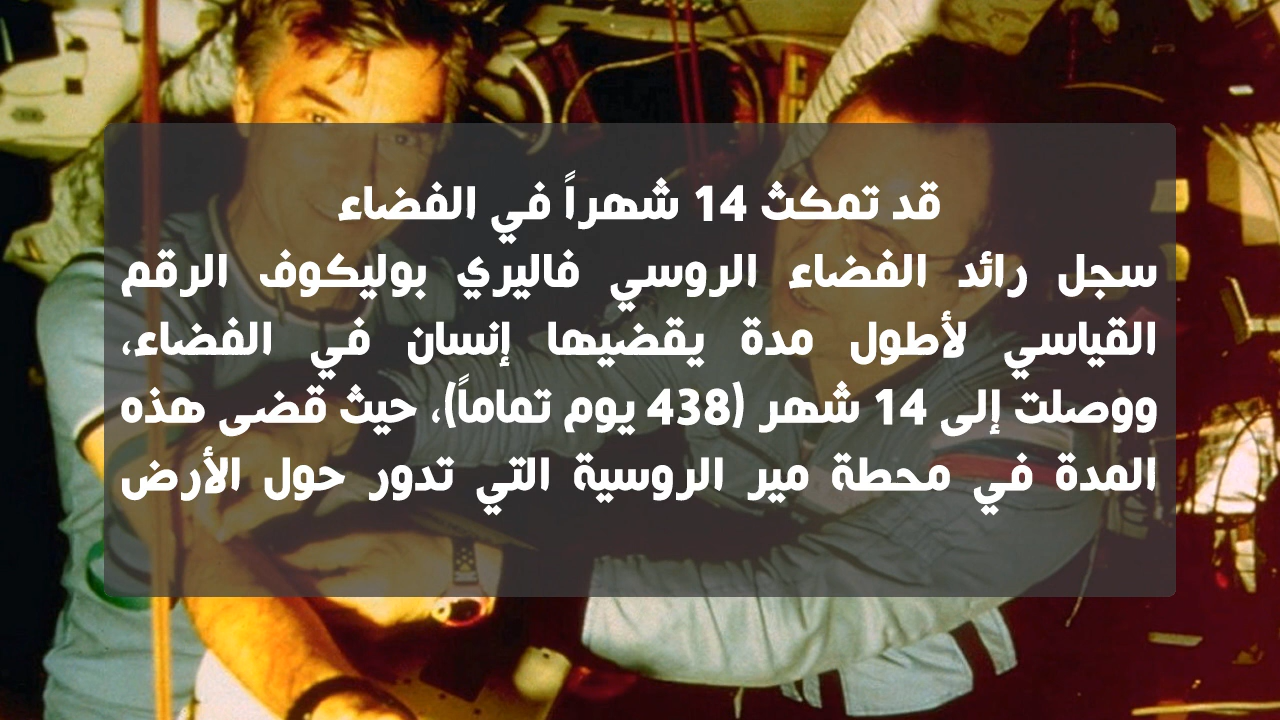 قد تمكث 14 شهراً في الفضاء
سجل رائد الفضاء الروسي فاليري بوليكوف الرقم
القياسي لأطول مدة يقضيها إنسان في الفضاء،
ووصلت إلى 14 شهر (438 يوم تماماً)، حيث قضى هذه
المدة في محطة مير الروسية التي تدور حول الأرض